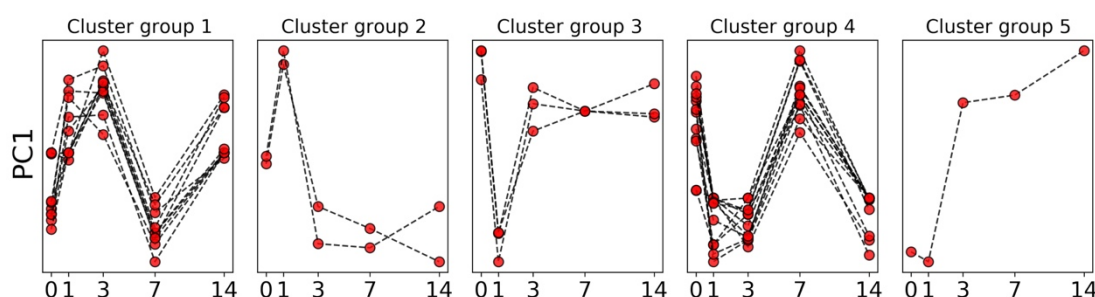 Cluster group 1 Cluster group 2 Cluster group 3 Cluster group 4 Cluster group 5
PC1
0 1 3 7 14 0 1 3 7 14 0 1 3 7 14 0 1 3 7 14 0 1 3 7 14